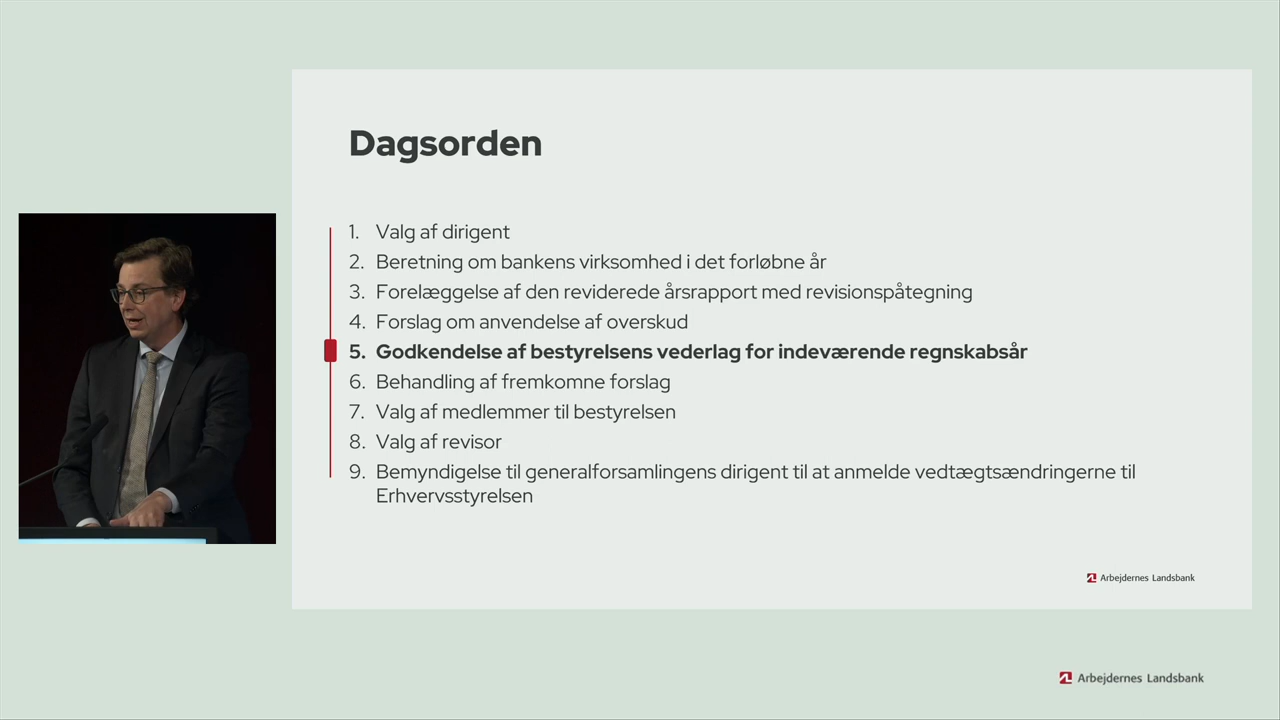 Dagsorden
1. Valg af dirigent
2. Beretning om bankens virksomhed i det forløbne år
3. Forelæggelse af den reviderede årsrapport med revisionspåtegning
4. Forslag om anvendelse af overskud
5. Godkendelse af bestyrelsens vederlag for indeværende regnskabsår
6. Behandling af fremkomne forslag
7. Valg af medlemmer til bestyrelsen
8. Valg af revisor
9. Bemyndigelse til generalforsamlingens dirigent til at anmelde vedtægtsændringerne til
Erhvervsstyrelsen
Arbejdernes Landsbank
Arbejdernes Landsbank